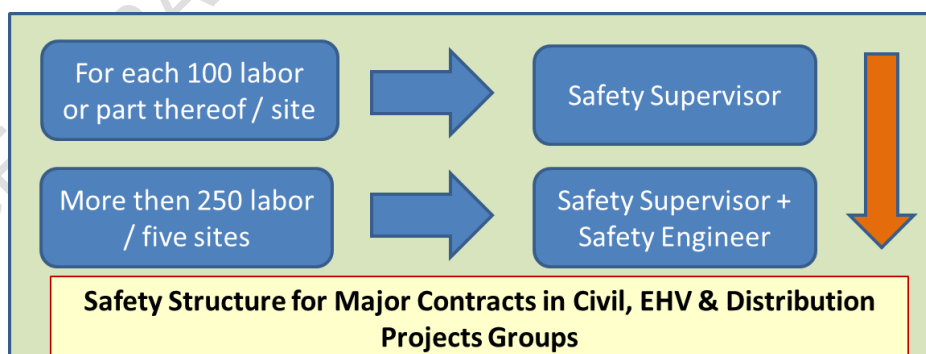 For each 100 labor
or part thereof / site
Safety Supervisor
More then 250 labor
/ five sites
Safety Supervisor +
Safety Engineer
Safety Structure for Major Contracts in Civil, EHV & Distribution
Projects Groups